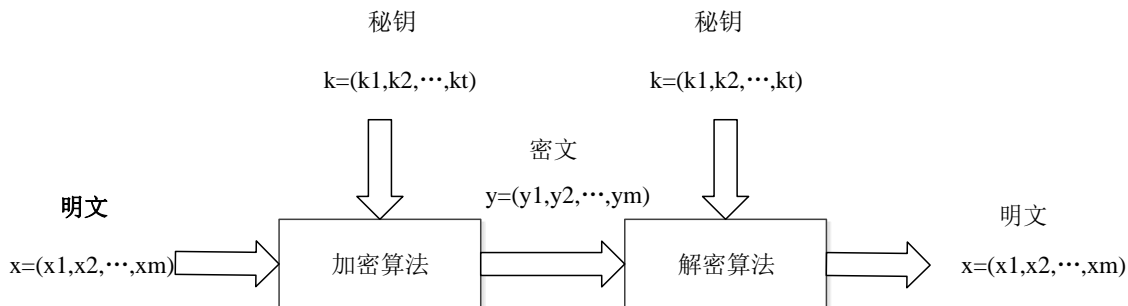 秘钥
秘钥
k=(k1,k2,⋯,kt)
k=(k1,k2,⋯,kt)
密文
y=(y1,y2,⋯,ym)
明文
明文
x=(x1,x2,⋯,xm)
加密算法
解密算法
x=(x1,x2,⋯,xm)